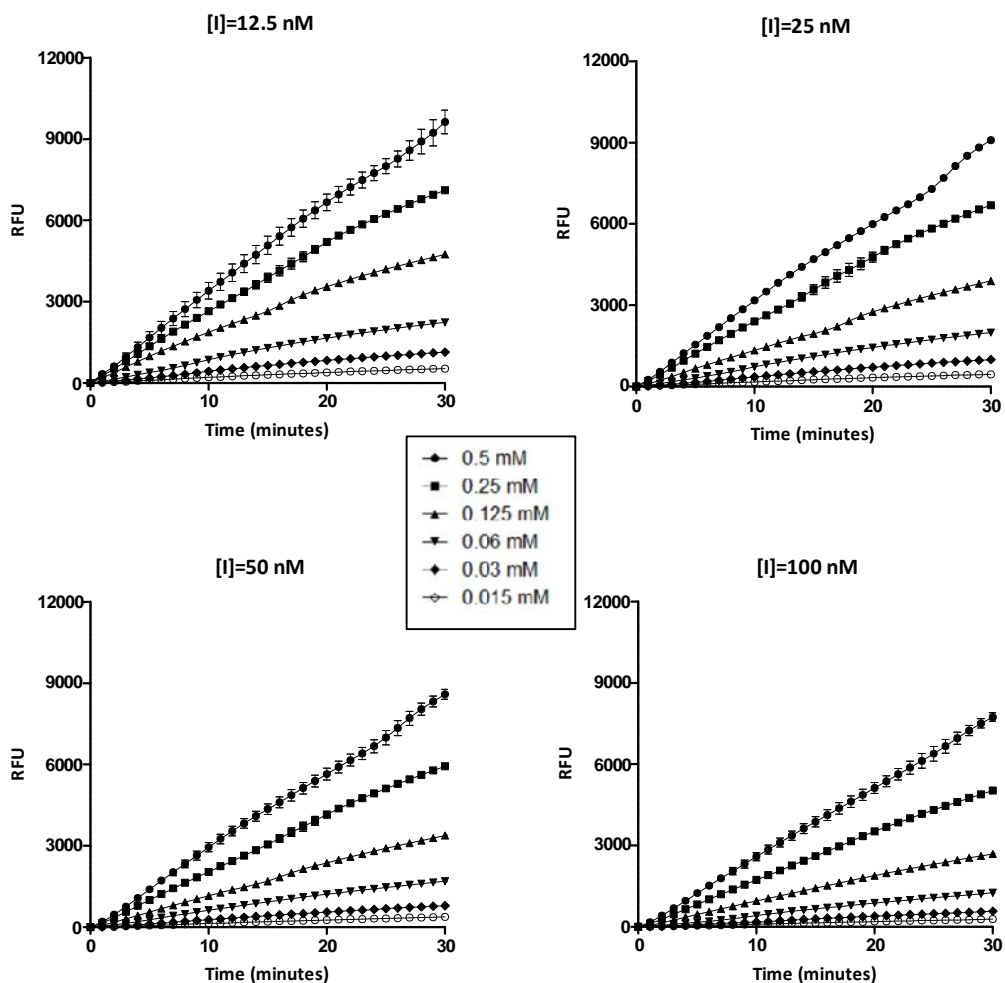 [I]=12.5 nM
12000
9000
6000
3000
0
RFU
0 10 20 30
Time (minutes)
[I]=25 nM
12000
9000
6000
3000
0
RFU
0 10 20 30
Time (minutes)
0.5 mM
0.25 mM
0.125 mM
0.06 mM
0.03 mM
0.015 mM
[I]=50 nM
12000
9000
6000
3000
0
RFU
0 10 20 30
Time (minutes)
[I]=100 nM
12000
9000
6000
3000
0
RFU
0 10 20 30
Time (minutes)